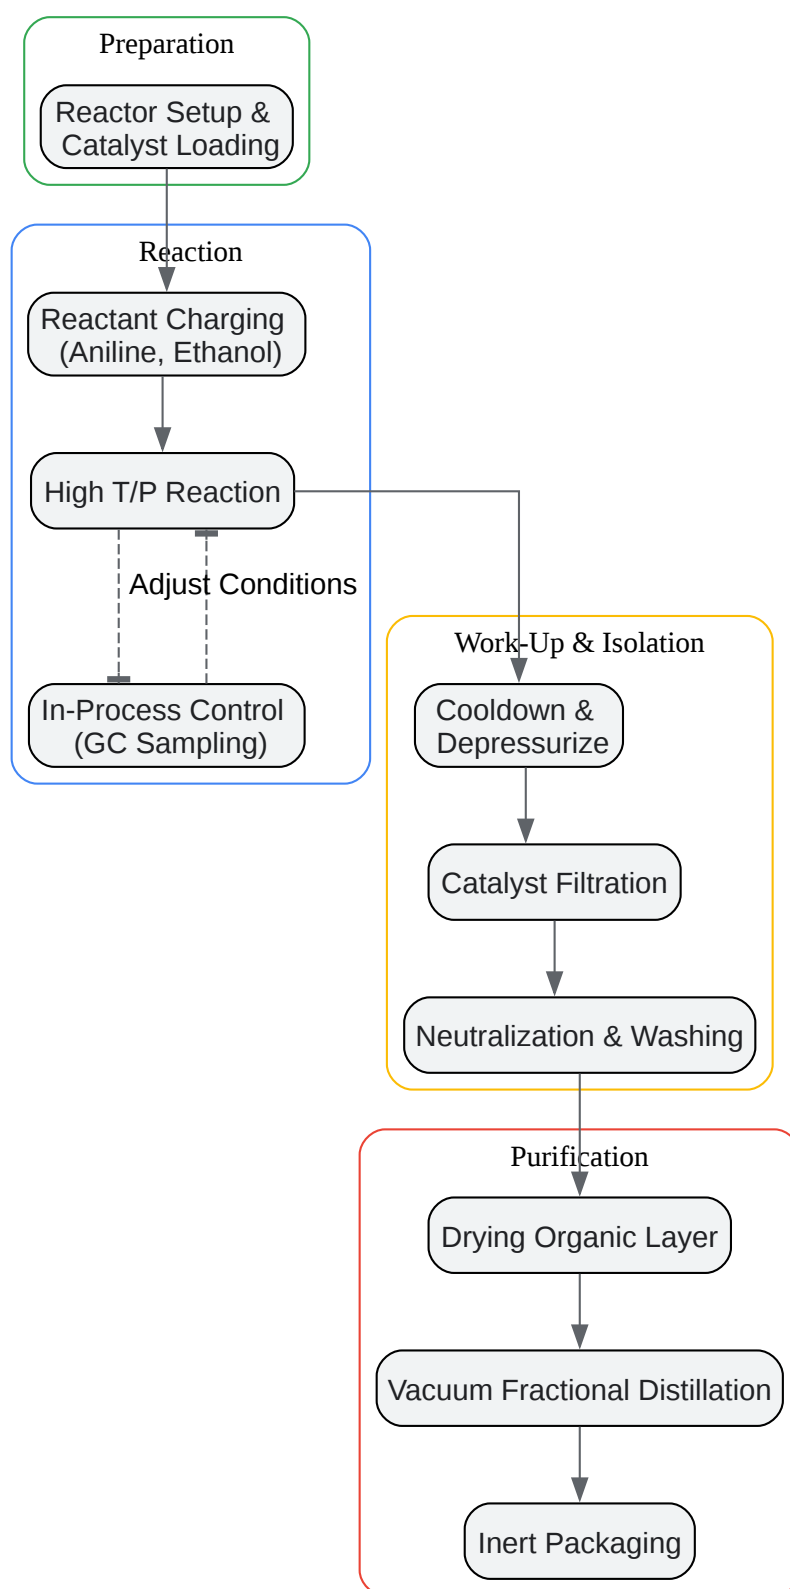 Preparation
Reactor Setup &
Catalyst Loading
Reaction
Reactant Charging
(Aniline, Ethanol)
High T/P Reaction
Adjust Conditions
In-Process Control
(GC Sampling)
Work-Up & Isolation
Cooldown &
Depressurize
Catalyst Filtration
Neutralization & Washing
Purification
Drying Organic Layer
Vacuum Fractional Distillation
Inert Packaging